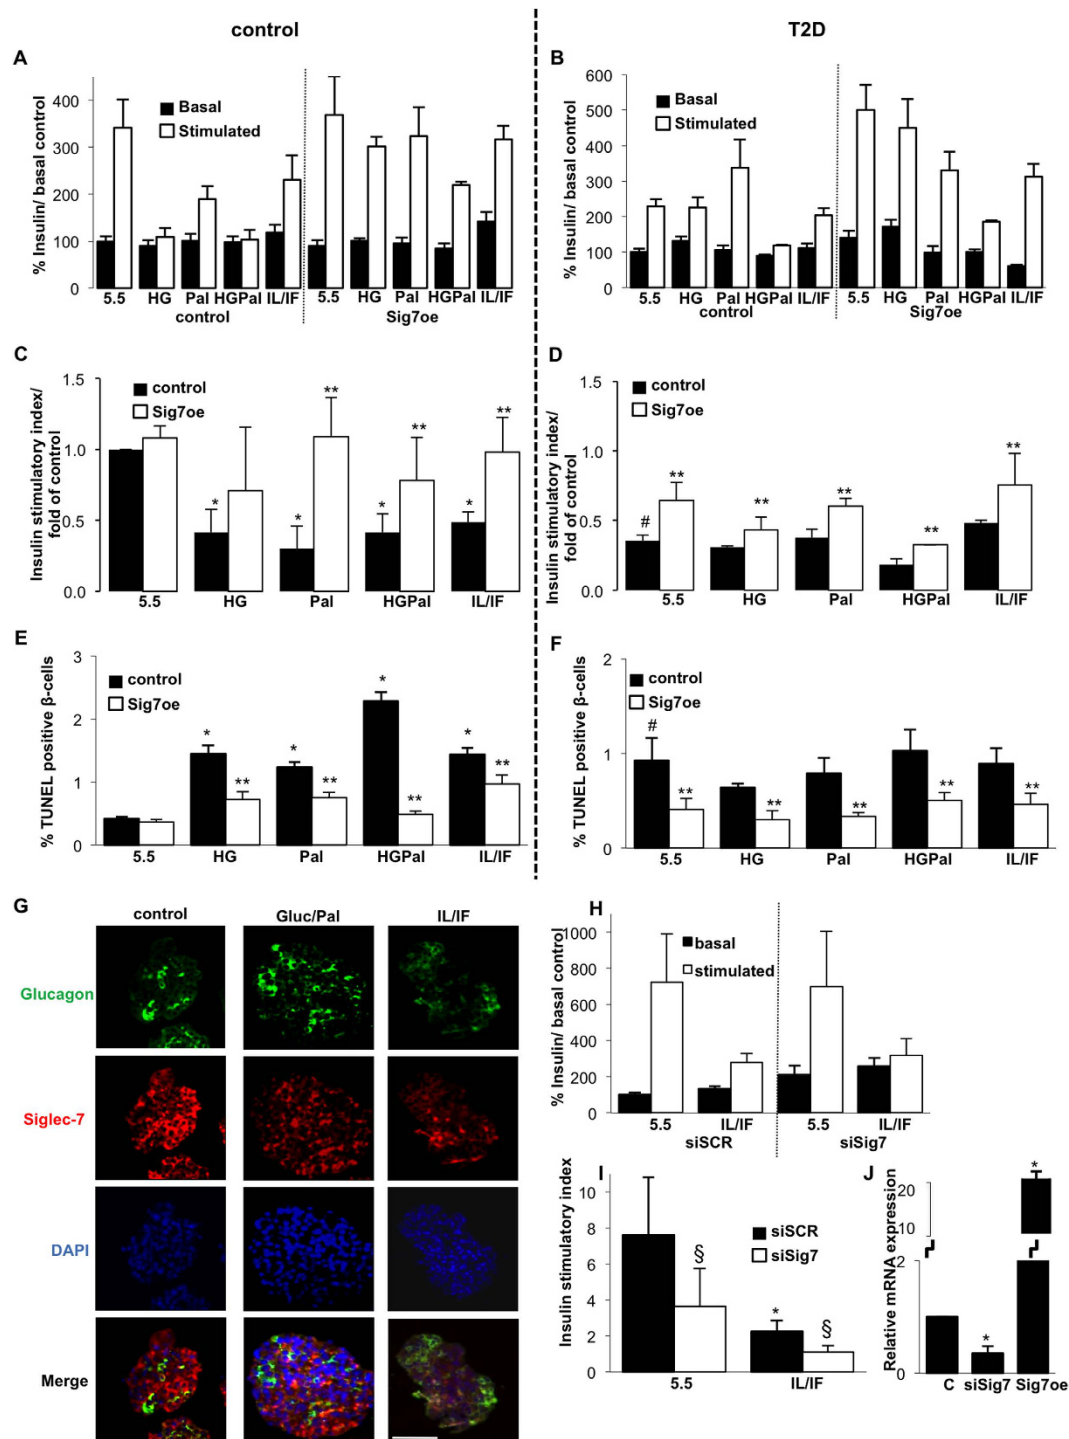 control
T2D
A
% Insulin/ basal control
400
300
200
100
0
Basal
Stimulated
5.5 HG Pal HGPal IL/IF 5.5 HG Pal HGPal IL/IF
control Sig7oe
B
% Insulin/ basal control
600
500
400
300
200
100
0
Basal
Stimulated
5.5 HG Pal HGPal IL/IF 5.5 HG Pal HGPal IL/IF
control Sig7oe
C
Insulin stimulatory index/
fold of control
1.5
1.0
0.5
0.0
control
Sig7oe
* * ** * ** * **
5.5 HG Pal HGPal IL/IF
D
Insulin stimulatory index/
fold of control
1.5
1.0
0.5
0.0
control
Sig7oe
# ** ** ** ** **
5.5 HG Pal HGPal IL/IF
E
% TUNEL positive β-cells
3
2
1
0
control
Sig7oe
* ** * ** * ** * **
5.5 HG Pal HGPal IL/IF
F
% TUNEL positive β-cells
2
1
0
control
Sig7oe
# ** ** ** ** **
5.5 HG Pal HGPal IL/IF
G
control Gluc/Pal IL/IF
Glucagon
Siglec-7
DAPI
Merge
H
% Insulin/ basal control
1000
800
600
400
200
0
basal
stimulated
5.5 IL/IF 5.5 IL/IF
siSCR siSig7
I
Insulin stimulatory index
10
8
6
4
2
0
siSCR
siSig7
§ * §
5.5 IL/IF
J
Relative mRNA expression
20
10
2
0
* *
C siSig7 Sig7oe